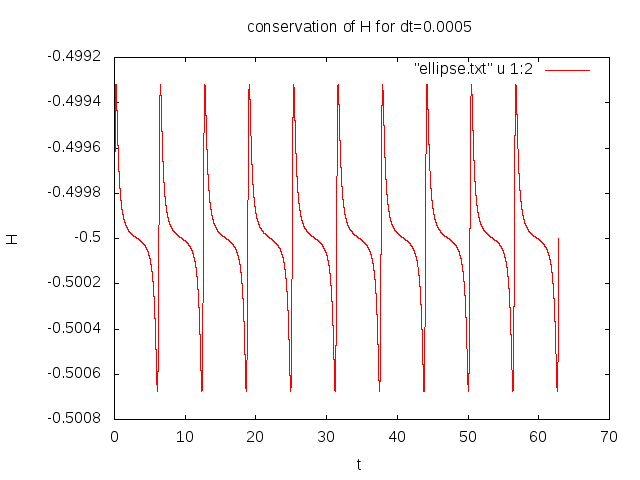 conservation of H for dt=0.0005
"ellipse.txt" u 1:2
-0.4992
-0.4994
-0.4996
-0.4998
-0.5
-0.5002
-0.5004
-0.5006
-0.5008
H
0 10 20 30 40 50 60 70
t